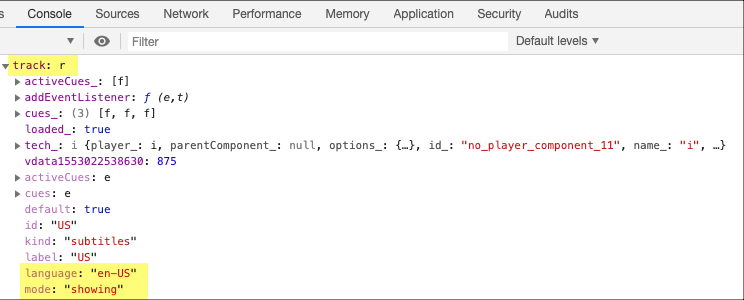 s Console Sources Network Performance Memory Application Security Audits
Filter Default levels
track: r
activeCues_: [f]
addEventListener: ƒ (e,t)
cues_: (3) [f, f, f]
loaded_: true
tech_: i {player_: i, parentComponent_: null, options_: {…}, id_: "no_player_component_11", name_: "i", …}
vdata1553022538630: 875
activeCues: e
cues: e
default: true
id: "US"
kind: "subtitles"
label: "US"
language: "en-US"
mode: "showing"